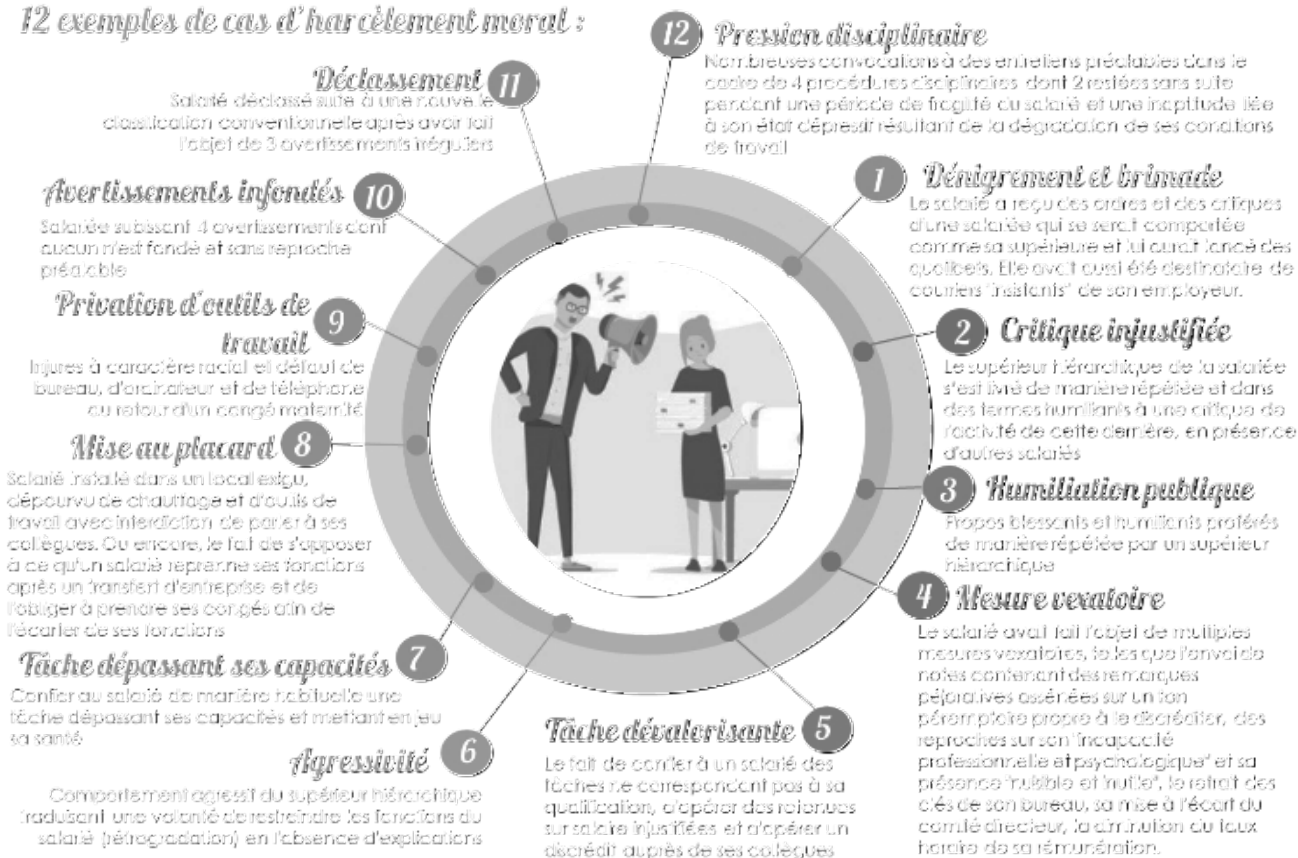 12 exemples de cas d'harcèlement moral :
12 Pression disciplinaire
Nombreuses convocations à des entretiens préalables dans le
cadre de 4 procédures disciplinaires, dont 2 restées sans suite
pendant une période de fragilité du salarié et une inaptitude liée
à son état dépressif résultant de la dégradation de ses conditions
de travail
1 Dénigrement et brimade
Le salarié a reçu des ordres et des critiques
d'une salariée qui se serait comportée
comme sa supérieure et lui aurait lancé des
quolibets. Elle avait aussi été destinataire de
courriers "insistants" de son employeur.
2 Critique injustifiée
Le supérieur hiérarchique de la salariée
s'est livré de manière répétée et dans
des termes humiliants à une critique de
l'activité de cette dernière, en présence
d'autres salariés
3 Humiliation publique
Propos blessants et humiliants proférés
de manière répétée par un supérieur
hiérarchique
4 Mesure vexatoire
Le salarié avait fait l'objet de multiples
mesures vexatoires, telles que l'envoi de
notes contenant des remarques
péjoratives assénées sur un ton
péremptoire propre à le discréditer, des
reproches sur son "incapacité
professionnelle et psychologique" et sa
présence "nuisible et inutile", le retrait des
clés de son bureau, sa mise à l'écart du
comité directeur, la diminution du taux
horaire de sa rémunération.
5 Tâche dévalorisante
Le fait de confier à un salarié des
tâches ne correspondant pas à sa
qualification, d'opérer des retenues
sur salaire injustifiées et d'opérer un
discrédit auprès de ses collègues
6 Agressivité
Comportement agressif du supérieur hiérarchique
traduisant une volonté de restreindre les fonctions du
salarié (rétrogradation) en l'absence d'explications
7 Tâche dépassant ses capacités
Confier au salarié de manière habituelle une
tâche dépassant ses capacités et mettant en jeu
sa santé
8 Mise au placard
Salarié installé dans un local exigu,
dépourvu de chauffage et d'outils de
travail avec interdiction de parler à ses
collègues. Ou encore, le fait de s'opposer
à ce qu'un salarié reprenne ses fonctions
après un transfert d'entreprise et de
l'obliger à prendre ses congés afin de
l'écarter de ses fonctions
9 Privation d'outils de
travail
Injures à caractère racial et défaut de
bureau, d'ordinateur et de téléphone
au retour d'un congé maternité
10 Avertissements infondés
Salariée subissant 4 avertissements dont
aucun n'est fondé et sans reproche
préalable
11 Déclassement
Salarié déclassé suite à une nouvelle
classification conventionnelle après avoir fait
l'objet de 3 avertissements irréguliers